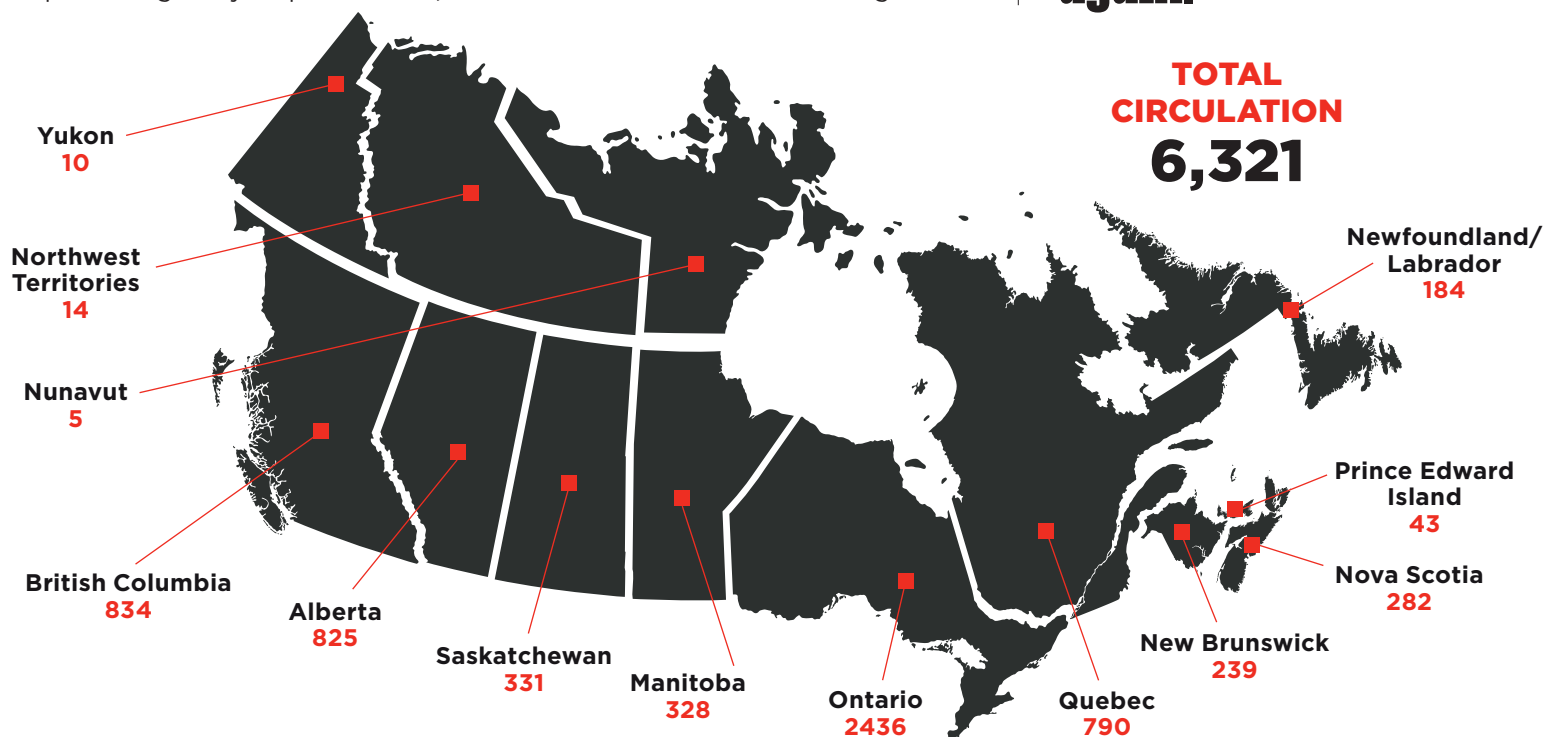 again.
TOTAL
CIRCULATION
6,321
Yukon
10
Northwest
Territories
14
Nunavut
5
British Columbia
834
Alberta
825
Saskatchewan
331
Manitoba
328
Ontario
2436
Quebec
790
New Brunswick
239
Nova Scotia
282
Prince Edward
Island
43
Newfoundland/
Labrador
184